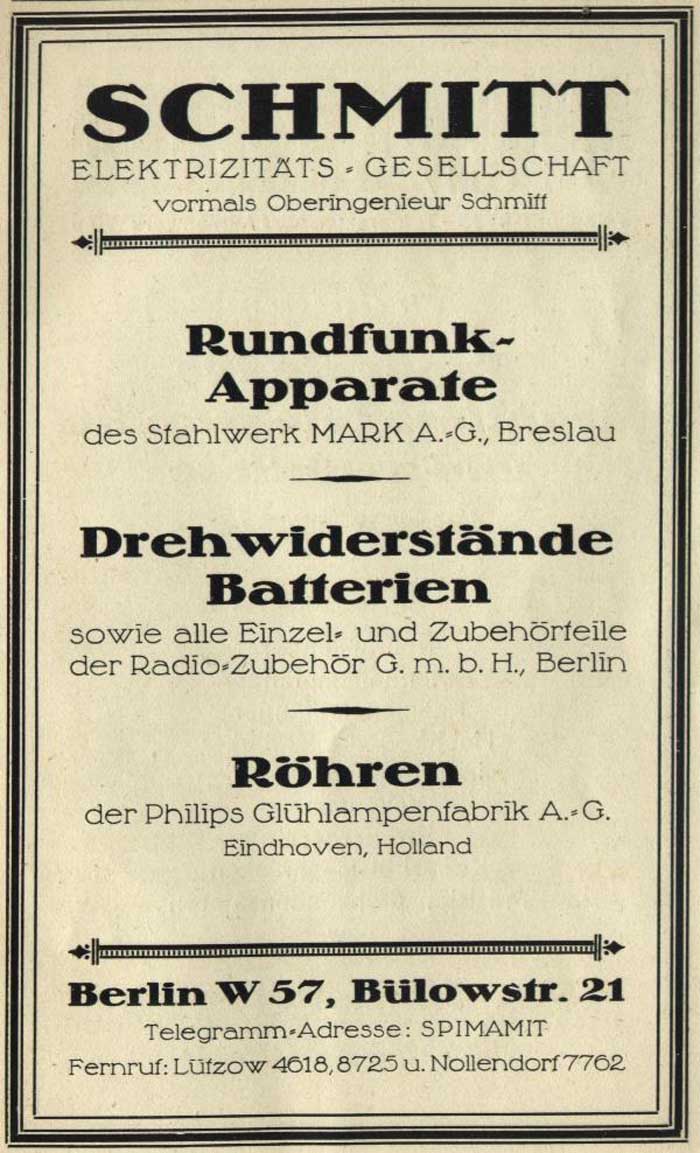 SCHMITT
ELEKTRIZITÄTS-GESELLSCHAFT
vormals Oberingenieur Schmitt
Rundfunk-
Apparate
des Stahlwerk MARK A.-G., Breslau
Drehwiderstände
Batterien
sowie alle Einzel- und Zubehörteile
der Radio-Zubehör G. m. b. H., Berlin
Röhren
der Philips Glühlampenfabrik A.-G.
Eindhoven, Holland
Berlin W 57, Bülowstr. 21
Telegramm-Adresse: SPIMAMIT
Fernruf: Lützow 4618, 8725 u. Nollendorf 7762